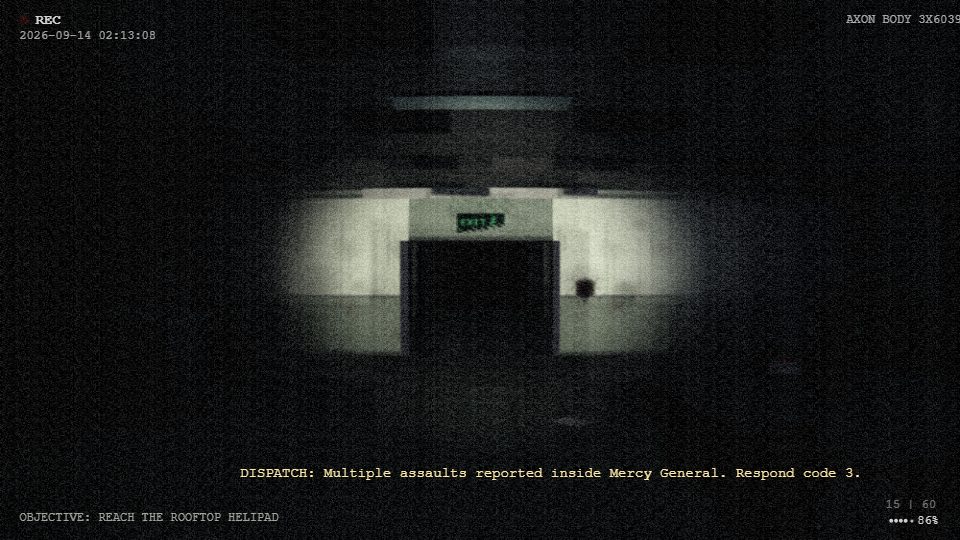 REC
2026-09-14 02:13:08
AXON BODY 3X6039
EXIT
DISPATCH: Multiple assaults reported inside Mercy General. Respond code 3.
15 | 60
86%
OBJECTIVE: REACH THE ROOFTOP HELIPAD